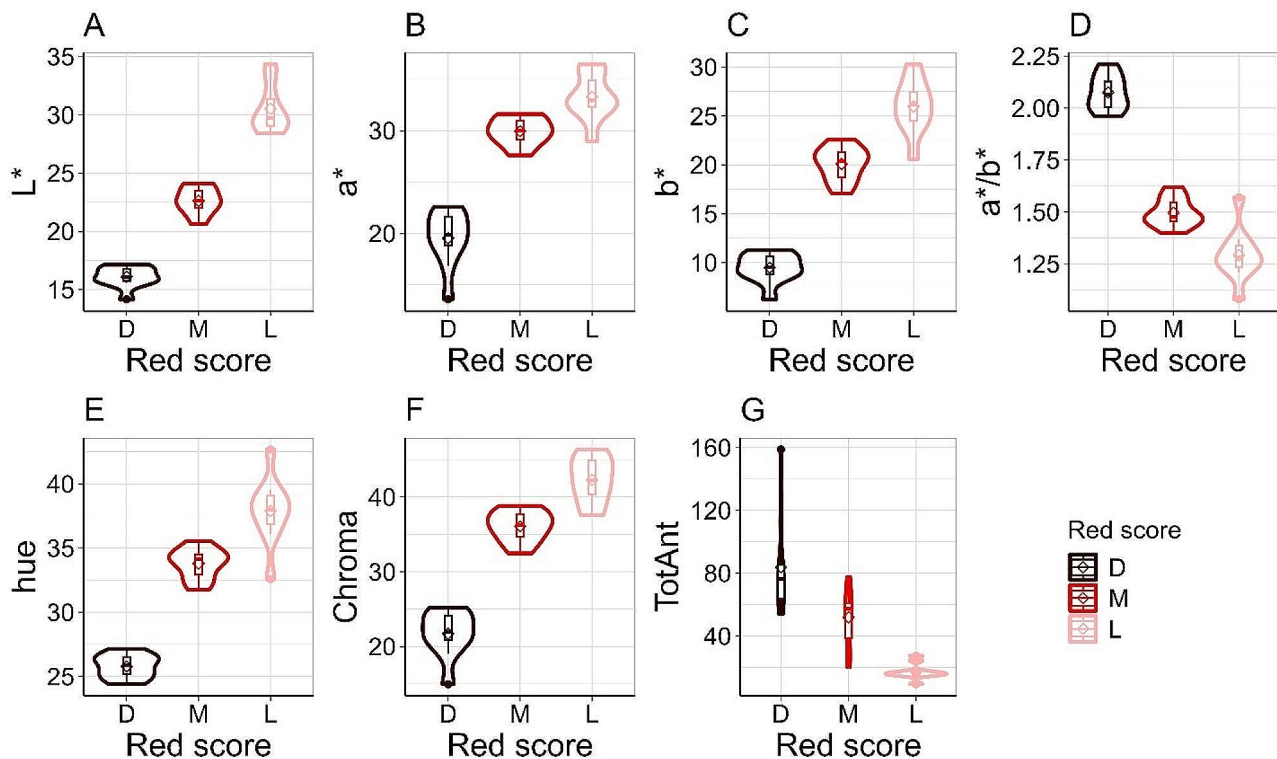 A
35
30
25
20
15
L*
D M L
Red score
B
30
20
a*
D M L
Red score
C
30
25
20
15
10
b*
D M L
Red score
D
2.25
2.00
1.75
1.50
1.25
a*/b*
D M L
Red score
E
40
35
30
25
hue
D M L
Red score
F
40
30
20
Chroma
D M L
Red score
G
160
120
80
40
TotAnt
D M L
Red score
Red score
D
M
L